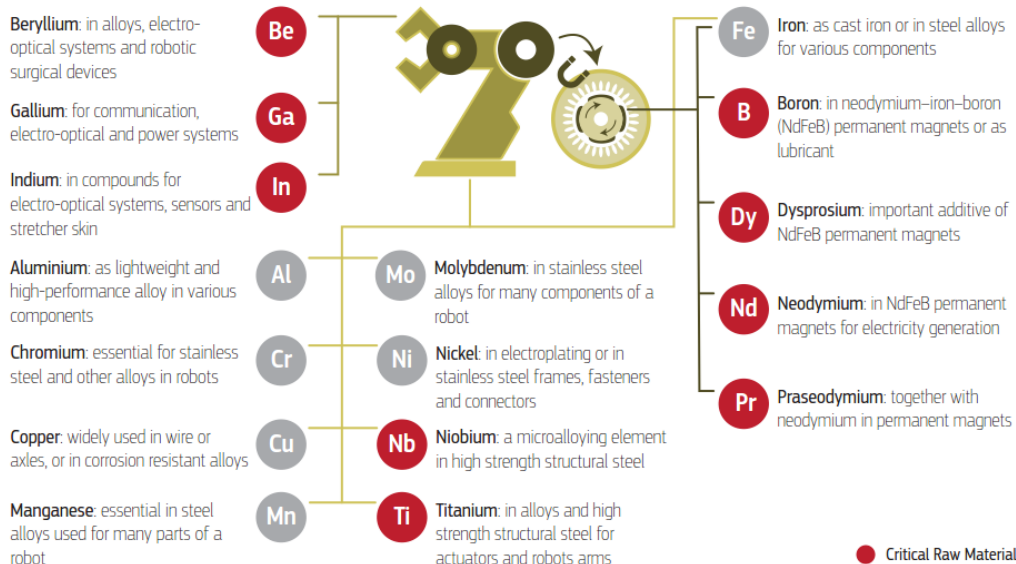 Beryllium: in alloys, electro-
optical systems and robotic
surgical devices
Be
Gallium: for communication,
electro-optical and power systems
Ga
Indium: in compounds for
electro-optical systems, sensors and
stretcher skin
In
Aluminium: as lightweight and
high-performance alloy in various
components
Al
Chromium: essential for stainless
steel and other alloys in robots
Cr
Copper: widely used in wire or
axles, or in corrosion resistant alloys
Cu
Manganese: essential in steel
alloys used for many parts of a
robot
Mn
Mo
Molybdenum: in stainless steel
alloys for many components of a
robot
Ni
Nickel: in electroplating or in
stainless steel frames, fasteners
and connectors
Nb
Niobium: a microalloying element
in high strength structural steel
Ti
Titanium: in alloys and high
strength structural steel for
actuators and robots arms
Fe
Iron: as cast iron or in steel alloys
for various components
B
Boron: in neodymium–iron–boron
(NdFeB) permanent magnets or as
lubricant
Dy
Dysprosium: important additive of
NdFeB permanent magnets
Nd
Neodymium: in NdFeB permanent
magnets for electricity generation
Pr
Praseodymium: together with
neodymium in permanent magnets
Critical Raw Material